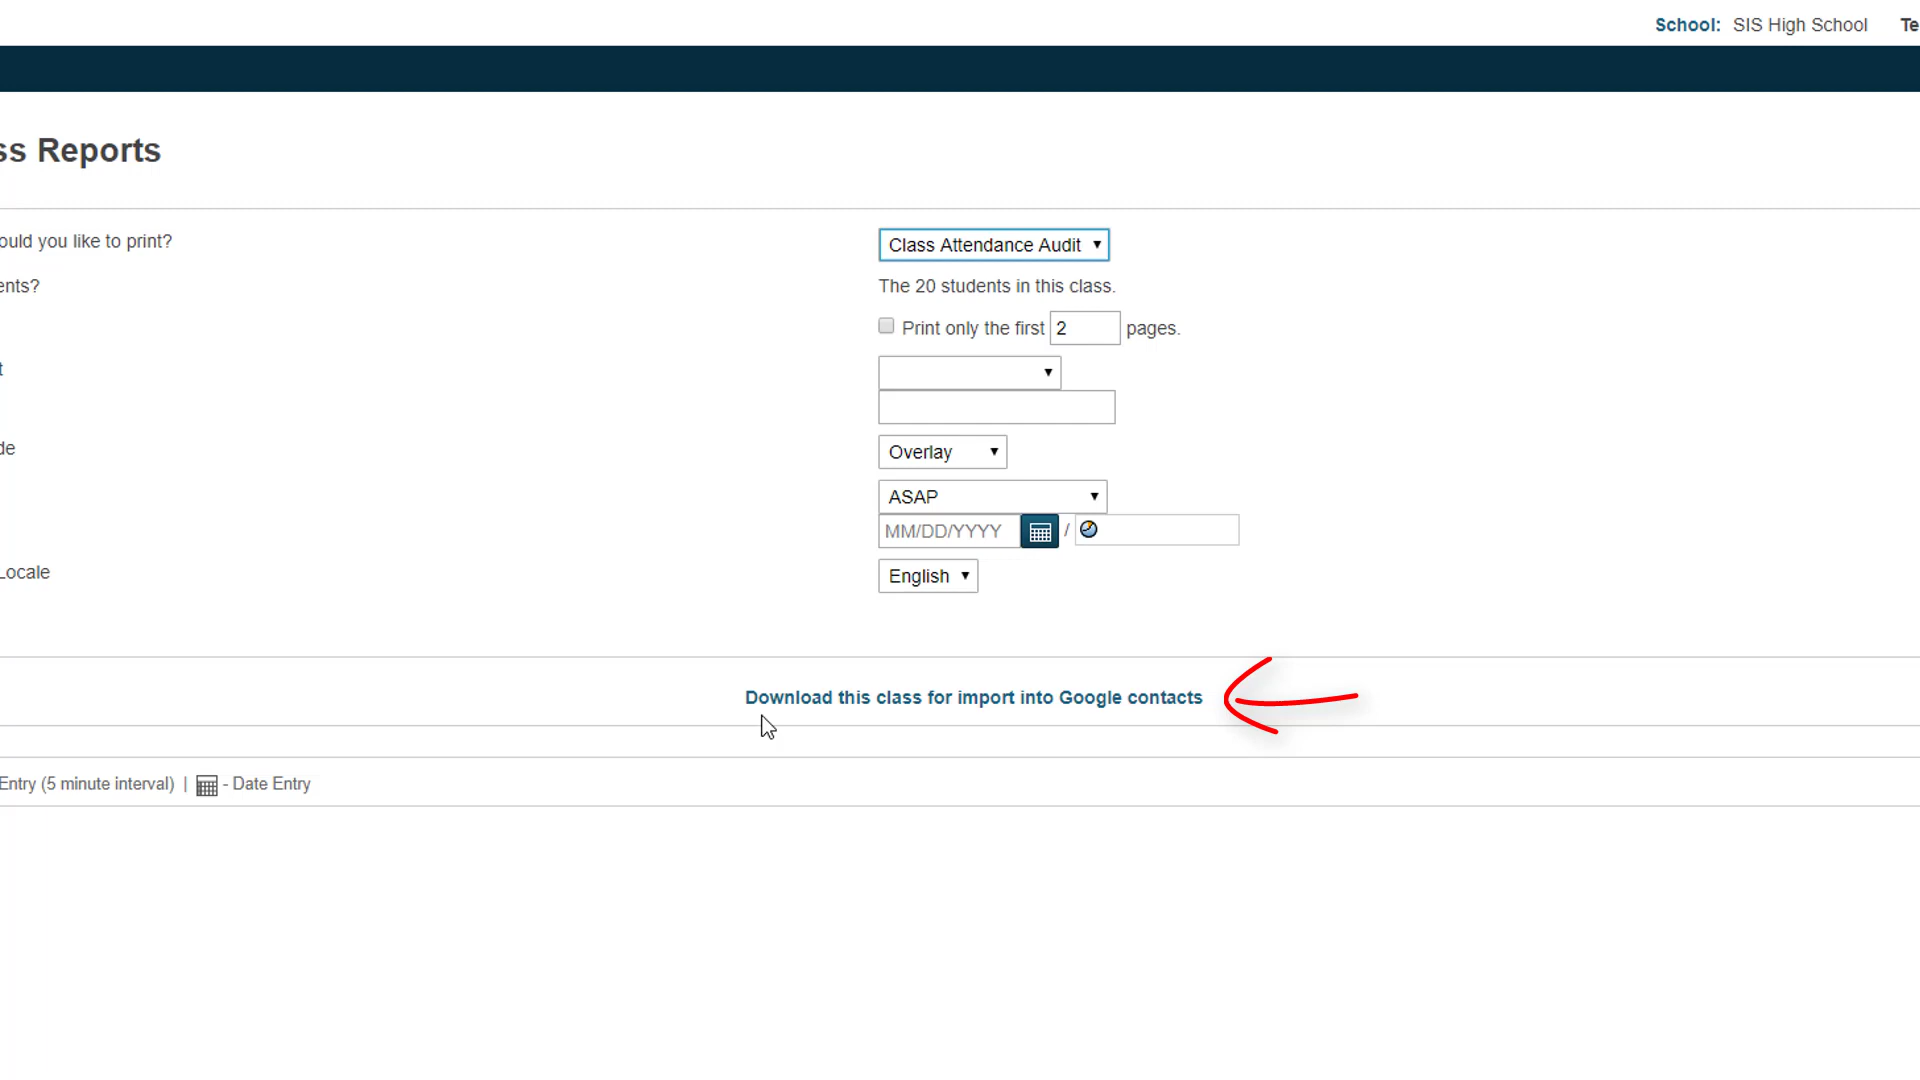 School: SIS High School Te
ss Reports
ould you like to print?
Class Attendance Audit
ents?
The 20 students in this class.
Print only the first 2 pages.
t
de
Overlay
ASAP
MM/DD/YYYY /
Locale
English
Download this class for import into Google contacts
Entry (5 minute interval) | - Date Entry